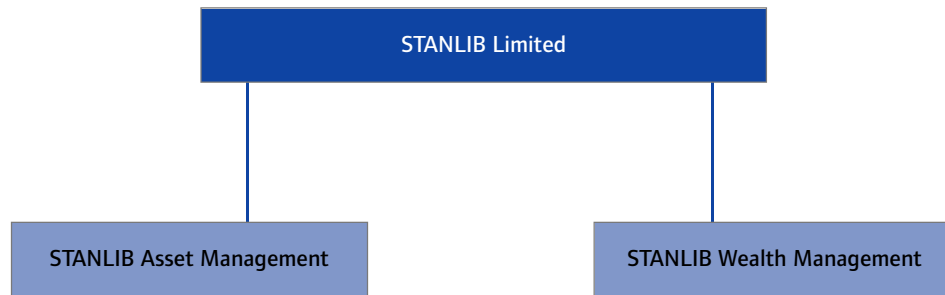 STANLIB Limited
STANLIB Asset Management
STANLIB Wealth Management